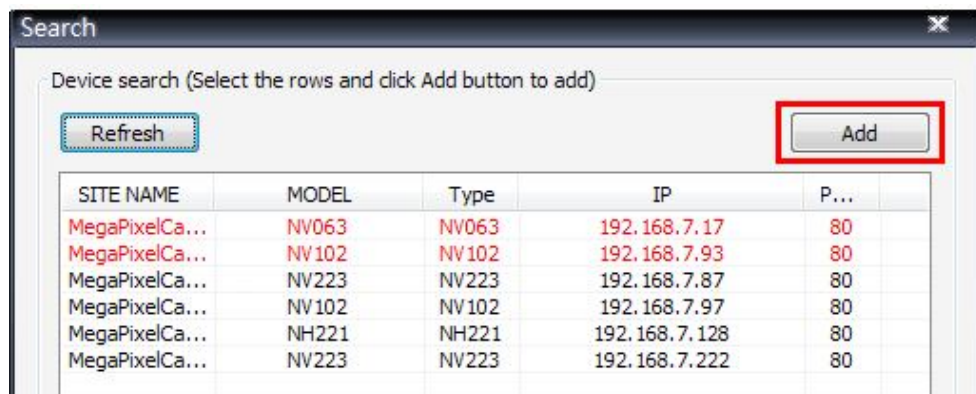 Search
Device search (Select the rows and click Add button to add)
Refresh Add
SITE NAME MODEL Type IP P...
MegaPixelCa... NV063 NV063 192.168.7.17 80
MegaPixelCa... NV102 NV102 192.168.7.93 80
MegaPixelCa... NV223 NV223 192.168.7.87 80
MegaPixelCa... NV102 NV102 192.168.7.97 80
MegaPixelCa... NH221 NH221 192.168.7.128 80
MegaPixelCa... NV223 NV223 192.168.7.222 80